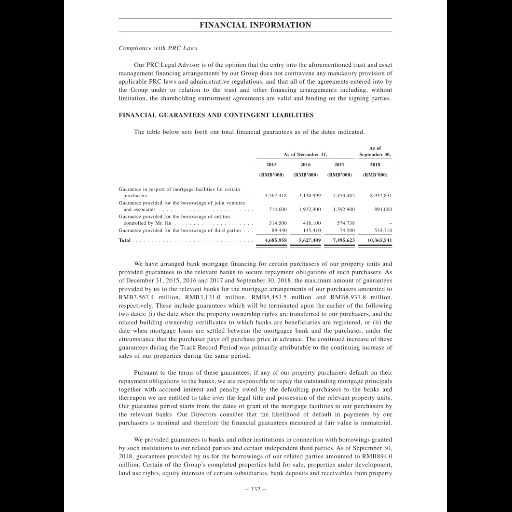 FINANCIAL INFORMATION
Compliance with PRC Laws
Our PRC Legal Advisor is of the opinion that the entry into the aforementioned trust and asset
management financing arrangements by our Group does not contravene any mandatory provision of
applicable PRC laws and administrative regulations, and that all of the agreements entered into by
the Group under or relation to the trust and other financing arrangements including, without
limitation, the shareholding entrustment agreements are valid and binding on the signing parties.
FINANCIAL GUARANTEES AND CONTINGENT LIABILITIES
The table below sets forth our total financial guarantees as of the dates indicated.
As of
As of December 31, September 30,
2015 2016 2017 2018
(RMB'000) (RMB'000) (RMB'000) (RMB'000)
Guarantee in respect of mortgage facilities for certain
purchasers
Guarantee provided for the borrowings of joint ventures
and associates 714,600 1,932,900 1,392,900 894,000
Guarantee provided for the borrowings of entities
controlled by Mr. Hu 314,500 418,100 574,738 –
Guarantee provided for the borrowings of third parties 89,440 145,410 74,500 533,710
Total 4,685,958 5,627,409 7,495,623 10,365,541
We have arranged bank mortgage financing for certain purchasers of our property units and
provided guarantees to the relevant banks to secure repayment obligations of such purchasers. As
of December 31, 2015, 2016 and 2017 and September 30, 2018, the maximum amount of guarantees
provided by us to the relevant banks for the mortgage arrangements of our purchasers amounted to
RMB3,567.4 million, RMB3,131.0 million, RMB5,453.5 million and RMB8,937.8 million,
respectively. These include guarantees which will be terminated upon the earlier of the following
two dates: (i) the date when the property ownership rights are transferred to our purchasers, and the
related building ownership certificates to which banks are beneficiaries are registered, or (ii) the
date when mortgage loans are settled between the mortgagee bank and the purchaser, under the
circumstance that the purchaser pays off purchase price in advance. The continued increase of these
guarantees during the Track Record Period was primarily attributable to the continuing increase of
sales of our properties during the same period.
Pursuant to the terms of these guarantees, if any of our property purchasers default on their
repayment obligations to the banks, we are responsible to repay the outstanding mortgage principals
together with accrued interest and penalty owed by the defaulting purchasers to the banks and
thereupon we are entitled to take over the legal title and possession of the relevant property units.
Our guarantee period starts from the dates of grant of the mortgage facilities to our purchasers by
the relevant banks. Our Directors consider that the likelihood of default in payments by our
purchasers is minimal and therefore the financial guarantees measured at fair value is immaterial.
We provided guarantees to banks and other institutions in connection with borrowings granted
by such institutions to our related parties and certain independent third parties. As of September 30,
2018, guarantees provided by us for the borrowings of our related parties amounted to RMB894.0
million. Certain of the Group's completed properties held for sale, properties under development,
land use rights, equity interests of certain subsidiaries, bank deposits and receivables from property
– 332 –